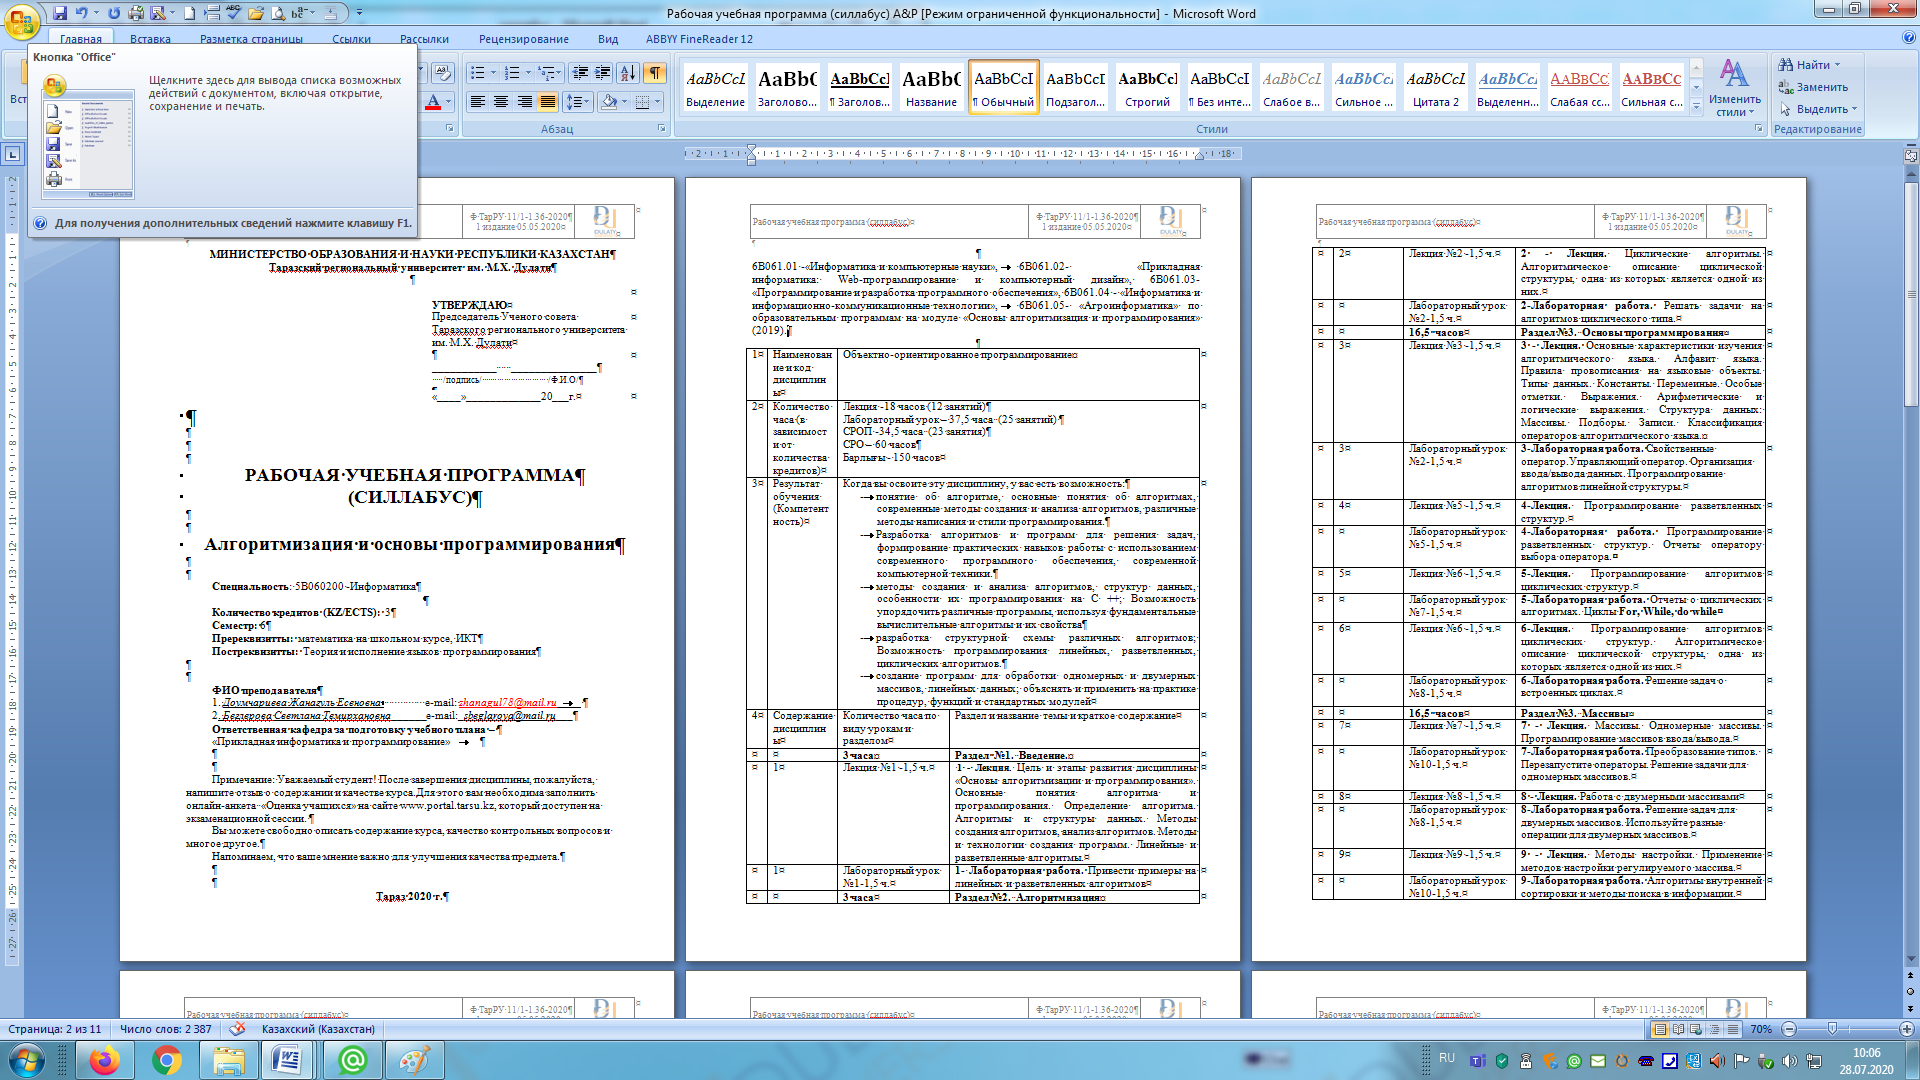 Рабочая учебная программа (силлабус) A&P [Режим ограниченной функциональности] - Microsoft Word
Главная Вставка Разметка страницы Ссылки Рассылки Рецензирование Вид ABBYY FineReader 12
Кнопка "Office"
Щелкните здесь для вывода списка возможных
действий с документом, включая открытие,
сохранение и печать.
Для получения дополнительных сведений нажмите клавишу F1.
AaBbCcI AaBbC AaBbCcI AaBbC AaBbCcI AaBbCcI AaBbCcI AaBbCcI AaBbCcI AaBbCcI AaBbCcI AaBbCcI AaBbCc AaBbCc
Выделение Заголово... ¶ Заголов... Название ¶ Обычный Подзагол... Строгий ¶ Без инте... Слабое в... Сильное ... Цитата 2 Выделенн... Слабая сс... Сильная с...
Изменить
стили
Найти
Заменить
Выделить
Абзац Стили Редактирование
МИНИСТЕРСТВО ОБРАЗОВАНИЯ И НАУКИ РЕСПУБЛИКИ КАЗАХСТАН
Таразский региональный университет им. М.Х. Дулати
УТВЕРЖДАЮ
Председатель Ученого совета
Таразского регионального университета
им. М.Х. Дулати
/подпись/ /Ф.И.О/
«____»______________20___г.
РАБОЧАЯ УЧЕБНАЯ ПРОГРАММА
(СИЛЛАБУС)
Алгоритмизация и основы программирования
Специальность: 5В060200-Информатика
Количество кредитов (KZ/ECTS): 3
Семестр: 6
Пререквизитты: математика на школьном курсе, ИКТ
Постреквизитты: Теория и исполнение языков программирования
ФИО преподавателя
1. Доумчариева Жанагуль Есеновна e-mail: zhanagul78@mail.ru
2. Беглерова Светлана Темирхановна e-mail: sbeglarova@mail.ru
Ответственная кафедра за подготовку учебного плана –
«Прикладная информатика и программирование»
Примечание: Уважаемый студент! После завершения дисциплины, пожалуйста,
напишите отзыв о содержании и качестве курса. Для этого вам необходима заполнить
онлайн-анкета «Оценка учащихся» на сайте www.portal.tarsu.kz, который доступен на
экзаменационной сессии.
Вы можете свободно описать содержание курса, качество контрольных вопросов и
многое другое.
Напоминаем, что ваше мнение важно для улучшения качества предмета.
Тараз 2020 г.
Рабочая учебная программа (силлабус) Ф ТарРУ 11/1-1.36-2020
1 издание 05.05.2020 DULATY
6В061.01 -«Информатика и компьютерные науки», 6В061.02- «Прикладная
информатика: Web-программирование и компьютерный дизайн», 6В061.03-
«Программирование и разработка программного обеспечения», 6В061.04 - «Информатика и
информационно-коммуникационные технологии», 6В061.05- «Агроинформатика» по
образовательным программам на модуле «Основы алгоритмизация и программирования»
(2019).
1 Наименован Объектно-ориентированное программирование
ие и код
дисциплин
ы
2 Количество Лекция -18 часов (12 занятий)
часа (в Лабораторный урок – 37,5 часа (25 занятий)
зависимост СРОП -34,5 часа (23 занятия)
и от СРО – 60 часов
количества Барлығы- 150 часов
кредитов)
3 Результат Когда вы освоите эту дисциплину, у вас есть возможность:
обучения понятие об алгоритме, основные понятия об алгоритмах,
(Компетент современные методы создания и анализа алгоритмов, различные
ность) методы написания и стили программирования.
Разработка алгоритмов и программ для решения задач,
формирование практических навыков работы с использованием
современного программного обеспечения, современной
компьютерной техники.
методы создания и анализа алгоритмов, структур данных,
особенности их программирования на С ++; Возможность
упорядочить различные программы, используя фундаментальные
вычислительные алгоритмы и их свойства
разработка структурной схемы различных алгоритмов;
Возможность программирования линейных, разветвленных,
циклических алгоритмов.
создание программ для обработки одномерных и двумерных
массивов, линейных данных; объяснять и применить на практике
процедур, функций и стандартных модулей
4 Содержание Количество часа по Раздел и название темы и краткое содержание
дисциплин виду урокам и
ы разделом
3 часа Раздел №1. Введение.
1 Лекция №1-1,5 ч. 1 - Лекция. Цель и этапы развития дисциплины
«Основы алгоритмизации и программирования».
Основные понятия алгоритма и
программирования. Определение алгоритма.
Алгоритмы и структуры данных. Методы
создания алгоритмов, анализ алгоритмов. Методы
и технологии создания программ. Линейные и
разветвленные алгоритмы.
1 Лабораторный урок 1- Лабораторная работа. Привести примеры на
№1-1,5 ч. линейных и разветвленных алгоритмов
3 часа Раздел №2. Алгоритмизация
Рабочая учебная программа (силлабус) Ф ТарРУ 11/1-1.36-2020
1 издание 05.05.2020 DULATY
2 Лекция №2-1,5 ч. 2 - Лекция. Циклические алгоритмы.
Алгоритмическое описание циклической
структуры, одна из которых является одной из
них.
Лабораторный урок 2-Лабораторная работа. Решать задачи на
№2-1,5 ч. алгоритмов циклического типа.
16,5 часов Раздел №3. Основы программирования
3 Лекция №3-1,5 ч. 3 - Лекция. Основные характеристики изучения
алгоритмического языка. Алфавит языка.
Правила провописания на языковые объекты.
Типы данных. Константы. Переменные. Особые
отметки. Выражения. Арифметические и
логические выражения. Структура данных:
Массивы. Подборы. Записи. Классификация
операторов алгоритмического языка.
3 Лабораторный урок 3-Лабораторная работа. Свойственные
№2-1,5 ч. оператор. Управляющий оператор. Организация
ввода/вывода данных. Программирование
алгоритмов линейной структуры.
4 Лекция №5-1,5 ч. 4-Лекция. Программирование разветвленных
структур.
Лабораторный урок 4-Лабораторная работа. Программирование
№5-1,5 ч. разветвленных структур. Отчеты оператору
выбора оператора.
5 Лекция №6-1,5 ч. 5-Лекция. Программирование алгоритмов
циклических структур.
Лабораторный урок 5-Лабораторная работа. Отчеты о циклических
№7-1,5 ч. алгоритмах. Циклы For, While, do while
6 Лекция №6-1,5 ч. 6-Лекция. Программирование алгоритмов
циклических структур. Алгоритмическое
описание циклической структуры, одна из
которых является одной из них.
Лабораторный урок 6-Лабораторная работа. Решение задач о
№8-1,5 ч. встроенных циклах.
16,5 часов Раздел №3. Массивы
7 Лекция №7-1,5 ч. 7 - Лекция. Массивы. Одномерные массивы.
Программирование массивов ввода/вывода.
Лабораторный урок 7-Лабораторная работа. Преобразование типов.
№10-1,5 ч. Перезапустите операторы. Решение задачи для
одномерных массивов.
8 Лекция №8-1,5 ч. 8 - Лекция. Работа с двумерными массивами
Лабораторный урок 8-Лабораторная работа. Решение задач для
№8-1,5 ч. двумерных массивов. Используйте разные
операции для двумерных массивов.
9 Лекция №9-1,5 ч. 9 - Лекция. Методы настройки. Применение
методов настройки регулируемого массива.
Лабораторный урок 9-Лабораторная работа. Алгоритмы внутренней
№10-1,5 ч. сортировки и методы поиска в информации.
Рабочая учебная программа (силлабус) Ф ТарРУ 11/1-1.36-2020
Рабочая учебная программа (силлабус) Ф ТарРУ 11/1-1.36-2020
Рабочая учебная программа (силлабус) Ф ТарРУ 11/1-1.36-2020
Страница: 2 из 11 Число слов: 2 387 Казахский (Казахстан) 70%
RU 10:06
28.07.2020